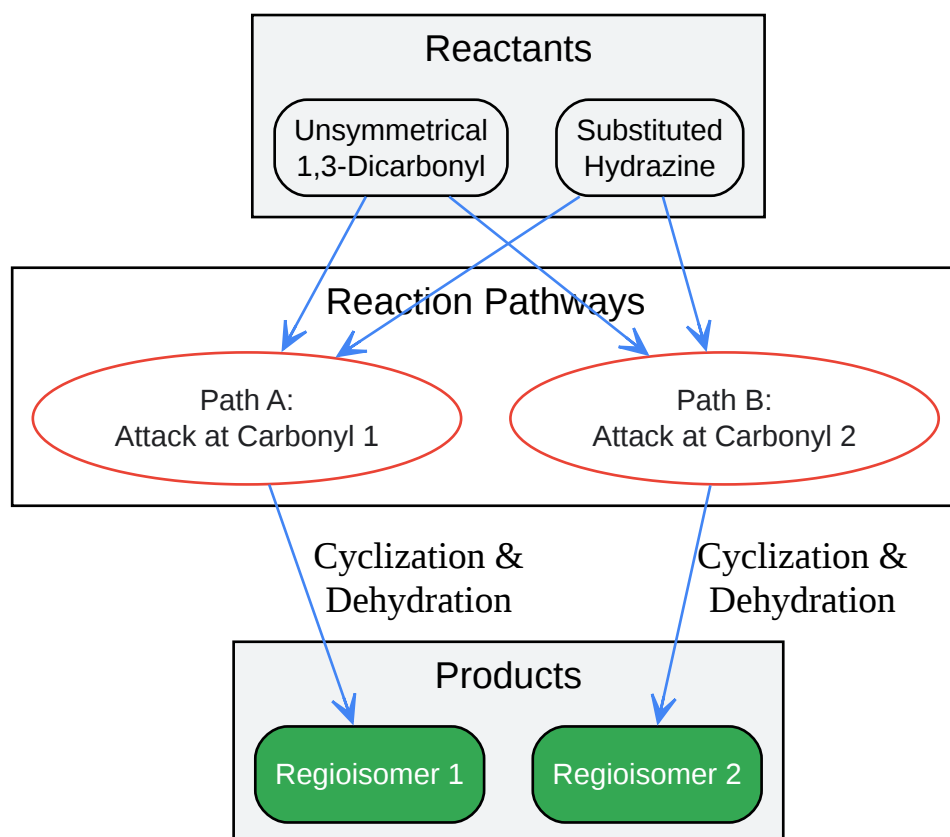 Reactants
Unsymmetrical
1,3-Dicarbonyl
Substituted
Hydrazine
Reaction Pathways
Path A:
Attack at Carbonyl 1
Path B:
Attack at Carbonyl 2
Cyclization &
Dehydration
Cyclization &
Dehydration
Products
Regioisomer 1
Regioisomer 2